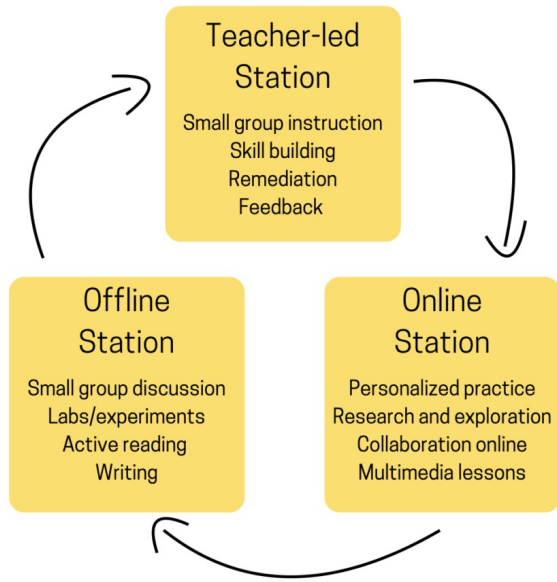 Teacher-led
Station
Small group instruction
Skill building
Remediation
Feedback
Offline
Station
Small group discussion
Labs/experiments
Active reading
Writing
Online
Station
Personalized practice
Research and exploration
Collaboration online
Multimedia lessons